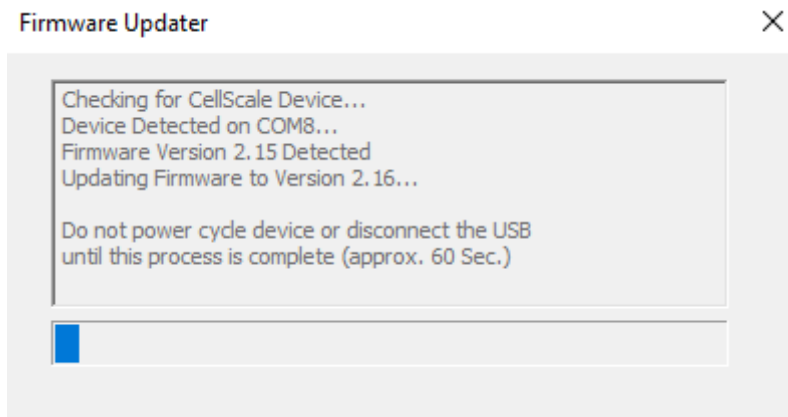 Firmware Updater
Checking for CellScale Device...
Device Detected on COM8...
Firmware Version 2.15 Detected
Updating Firmware to Version 2.16...
Do not power cycle device or disconnect the USB
until this process is complete (approx. 60 Sec.)